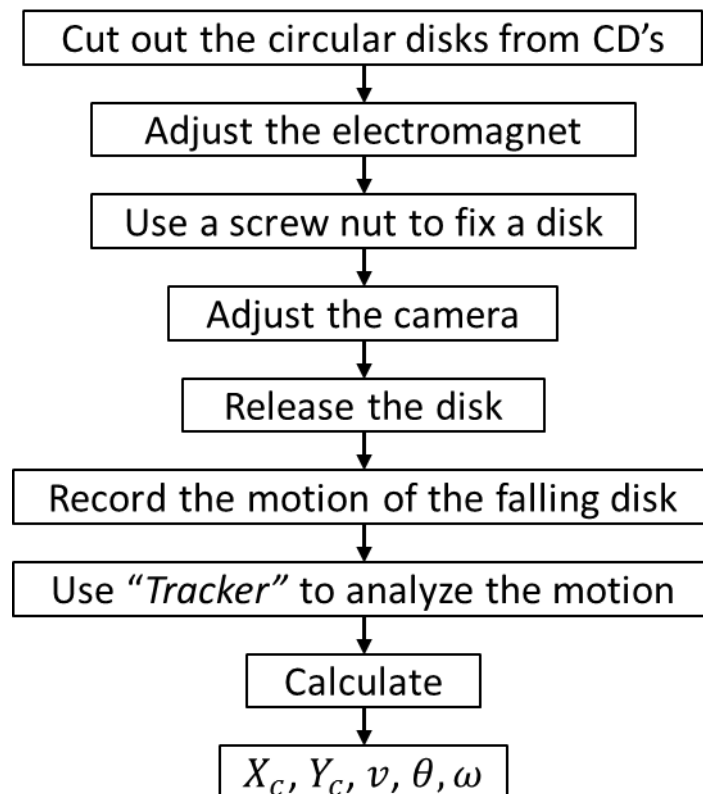 Cut out the circular disks from CD’s
Adjust the electromagnet
Use a screw nut to fix a disk
Adjust the camera
Release the disk
Record the motion of the falling disk
Use “Tracker” to analyze the motion
Calculate
X_C, Y_C, v, θ, ω